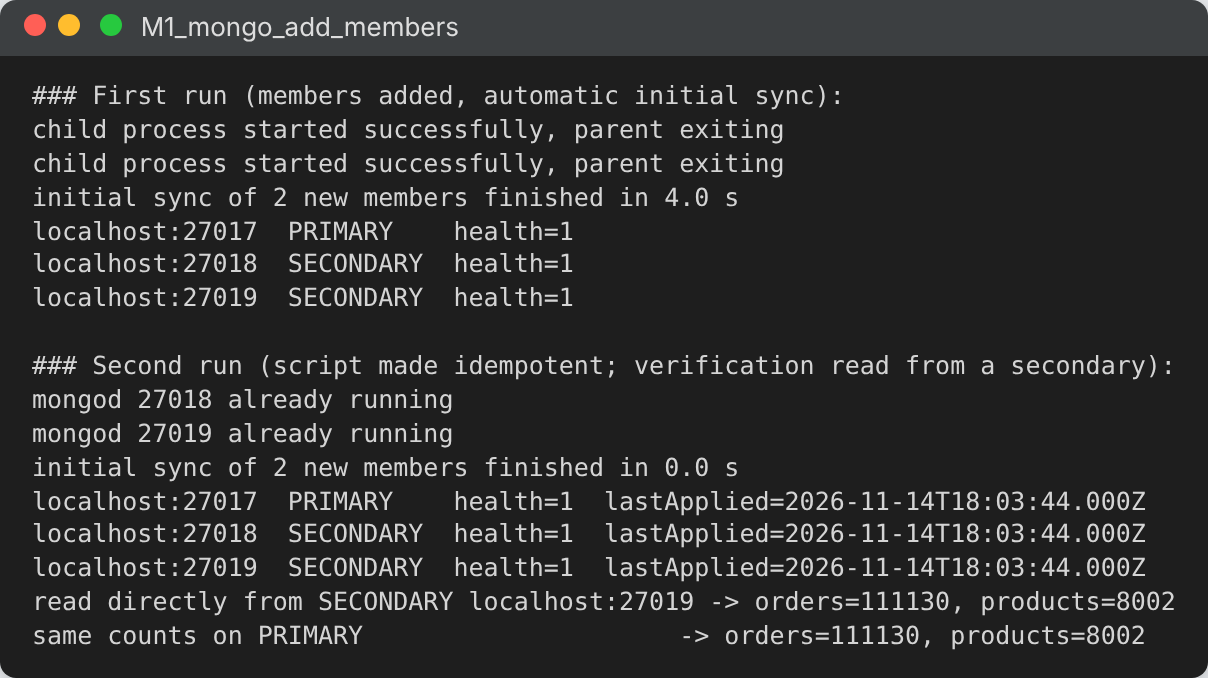 M1_mongo_add_members
### First run (members added, automatic initial sync):
child process started successfully, parent exiting
child process started successfully, parent exiting
initial sync of 2 new members finished in 4.0 s
localhost:27017  PRIMARY    health=1
localhost:27018  SECONDARY  health=1
localhost:27019  SECONDARY  health=1
### Second run (script made idempotent; verification read from a secondary):
mongod 27018 already running
mongod 27019 already running
initial sync of 2 new members finished in 0.0 s
localhost:27017  PRIMARY    health=1  lastApplied=2026-11-14T18:03:44.000Z
localhost:27018  SECONDARY  health=1  lastApplied=2026-11-14T18:03:44.000Z
localhost:27019  SECONDARY  health=1  lastApplied=2026-11-14T18:03:44.000Z
read directly from SECONDARY localhost:27019 -> orders=111130, products=8002
same counts on PRIMARY                     -> orders=111130, products=8002